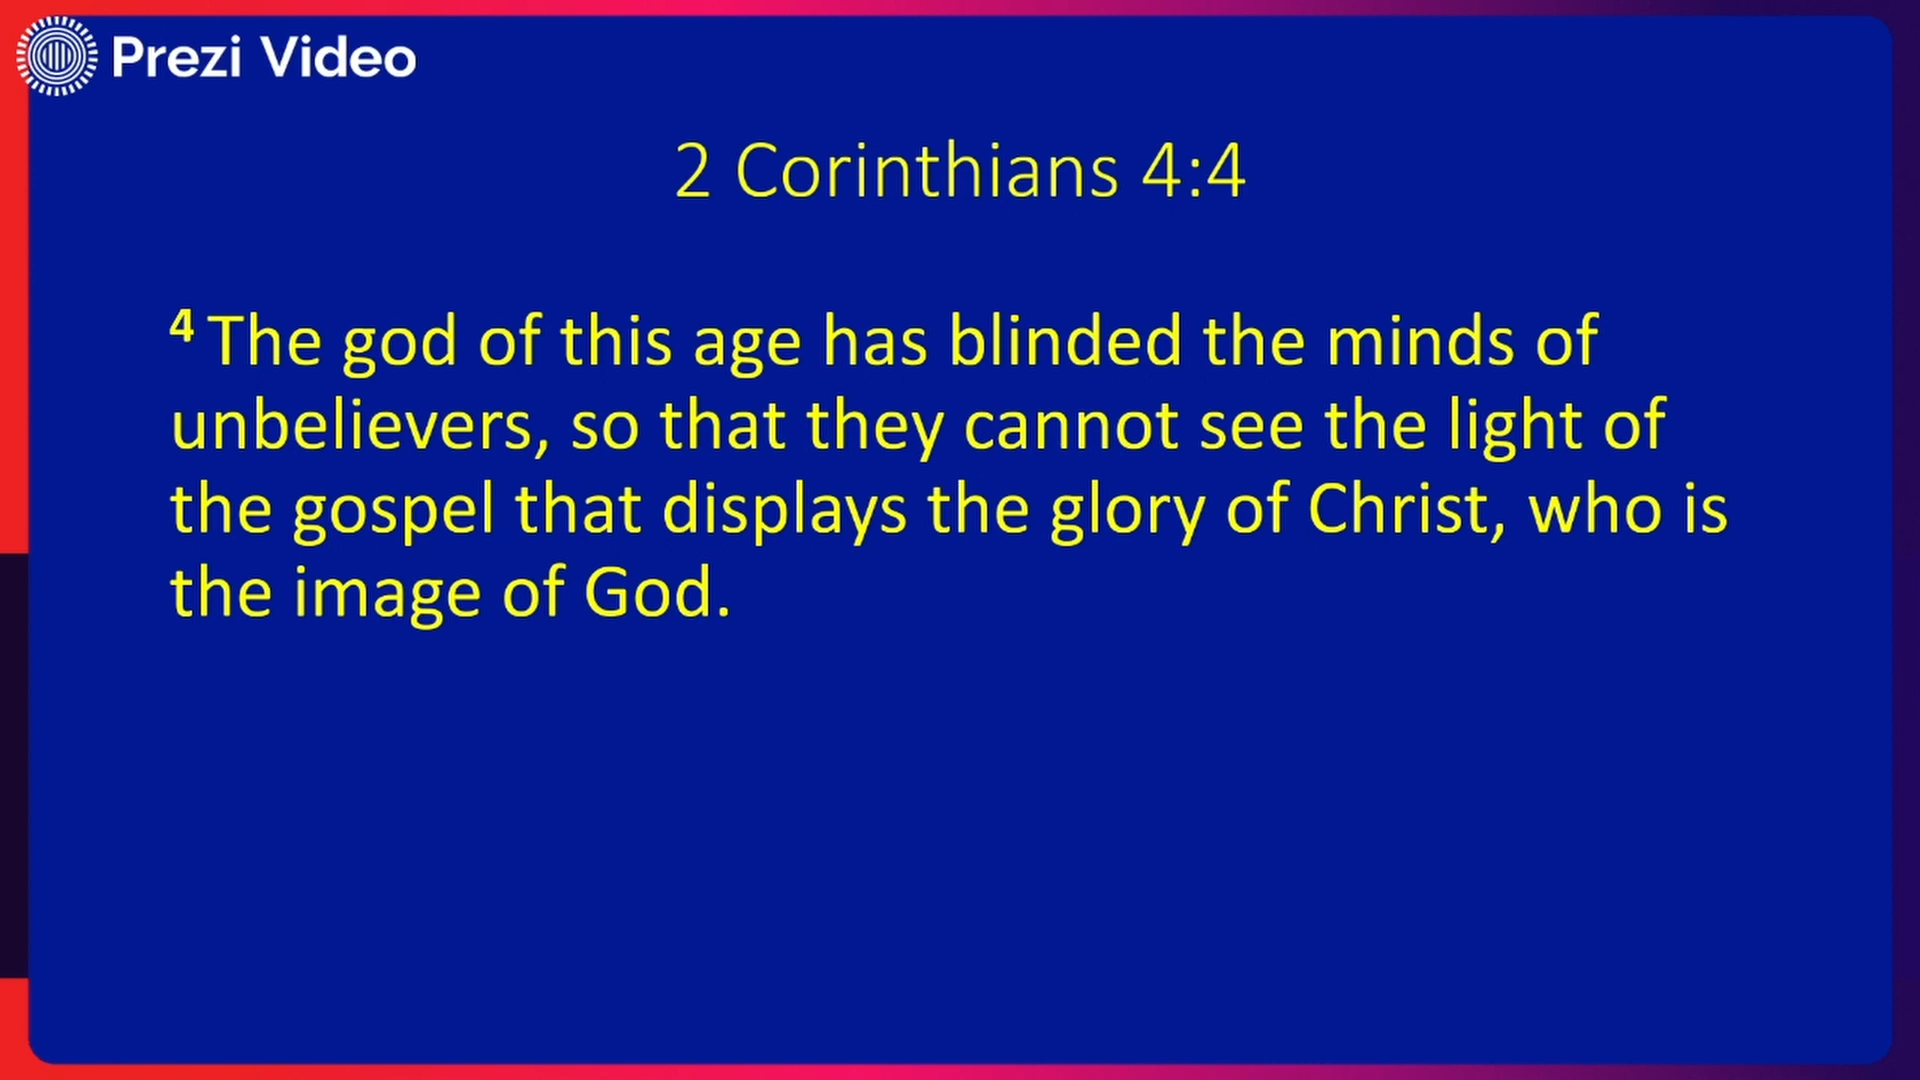 Prezi Video
2 Corinthians 4:4
4 The god of this age has blinded the minds of
unbelievers, so that they cannot see the light of
the gospel that displays the glory of Christ, who is
the image of God.